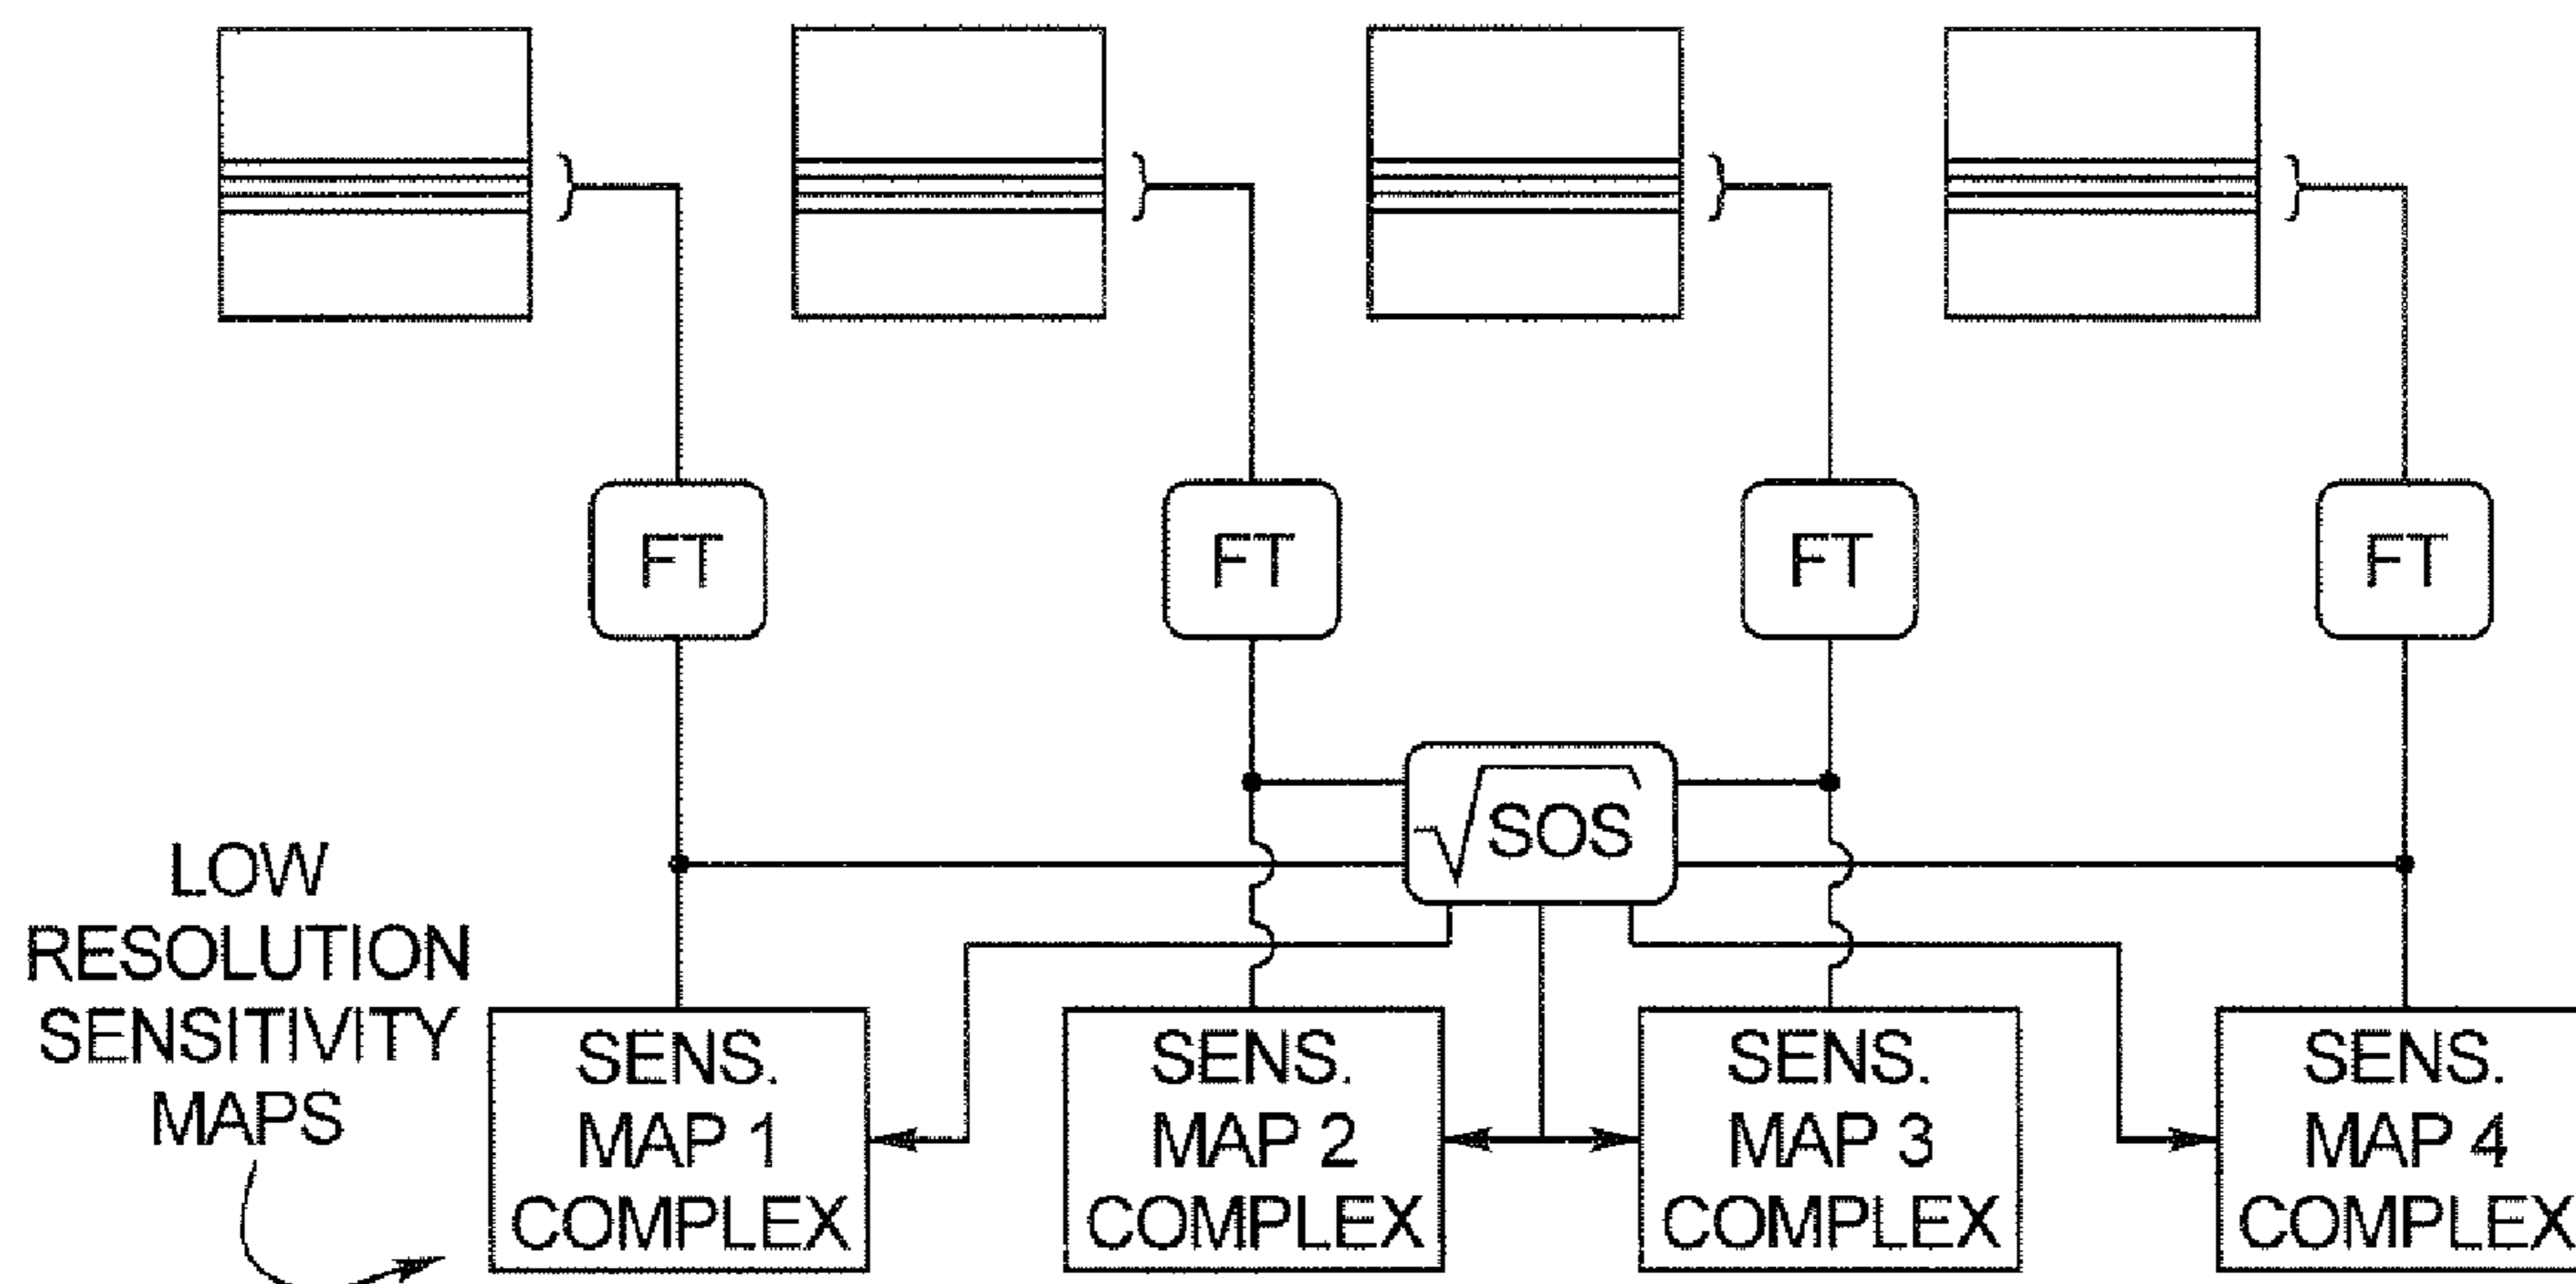 FT
FT
FT
FT
√SOS
LOW
RESOLUTION
SENSITIVITY
MAPS
SENS.
MAP 1
COMPLEX
SENS.
MAP 2
COMPLEX
SENS.
MAP 3
COMPLEX
SENS.
MAP 4
COMPLEX